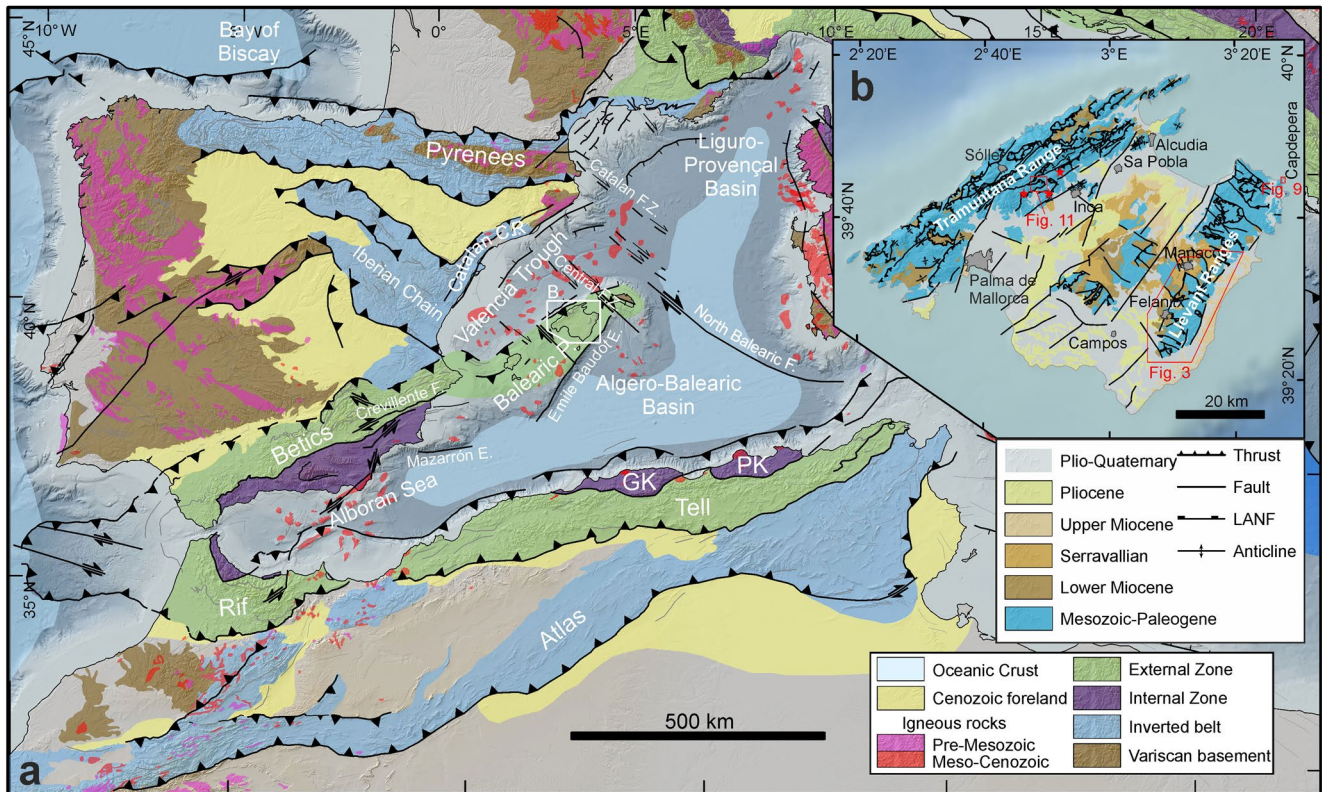 45°N
10°W
Bay of
Biscay
0°
5°E
15°E
40°N
35°N
Pyrenees
Liguro-
Provençal
Basin
Catalan F.Z.
Catalan C.R.
Iberian Chain
Valencia Trough
Central
B.
North Balearic F.
Balearic P.
Emile Baudot E.
Algero-Balearic
Basin
Crevillente F.
Betics
Mazarrón E.
Alboran Sea
GK
PK
Tell
Rif
Atlas
500 km
a
b
2°20'E
2°40'E
3°E
3°20'E
40°N
39°40'N
39°20'N
Sóller
Tramuntana Range
Alcudia
Sa Pobla
Capdepera
Fig. 9
Fig. 11
Inca
Manacor
Palma de
Mallorca
Felanitx
Llevant Ranges
Campos
Fig. 3
20 km
Plio-Quaternary
Pliocene
Upper Miocene
Serravallian
Lower Miocene
Mesozoic-Paleogene
Thrust
Fault
LANF
Anticline
Oceanic Crust
Cenozoic foreland
Igneous rocks
Pre-Mesozoic
Meso-Cenozoic
External Zone
Internal Zone
Inverted belt
Variscan basement